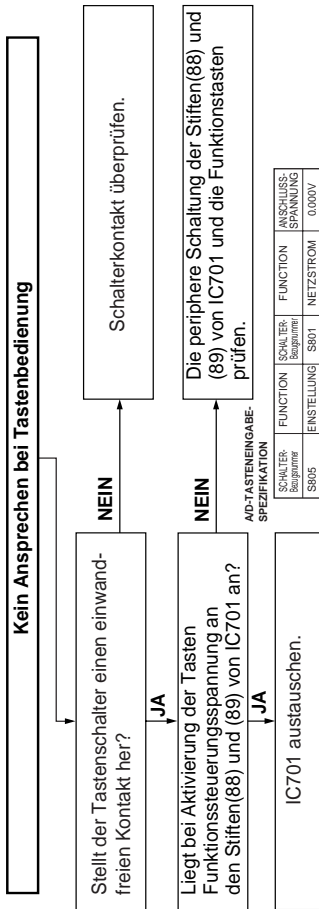 Kein Ansprechen bei Tastenbedienung
Stellt der Tastenschalter einen einwand-
freien Kontakt her?
NEIN
Schalterkontakt überprüfen.
JA
Liegt bei Aktivierung der Tasten
Funktionssteuerungsspannung an
den Stiften(88) und (89) von IC701 an?
NEIN
Die periphere Schaltung der Stiften(88)
(89) von IC701 und die Funktionstasten
prüfen.
JA
IC701 austauschen.
A/D-TASTENEINGABE-
SPEZIFIKATION
SCHALTER-
Bezugsnummer
FUNCTION
SCHALTER-
Bezugsnummer
FUNCTION
ANSCHLUSS-
SPANNUNG
S805 EINSTELLUNG S801 NETZSTROM 0.000V